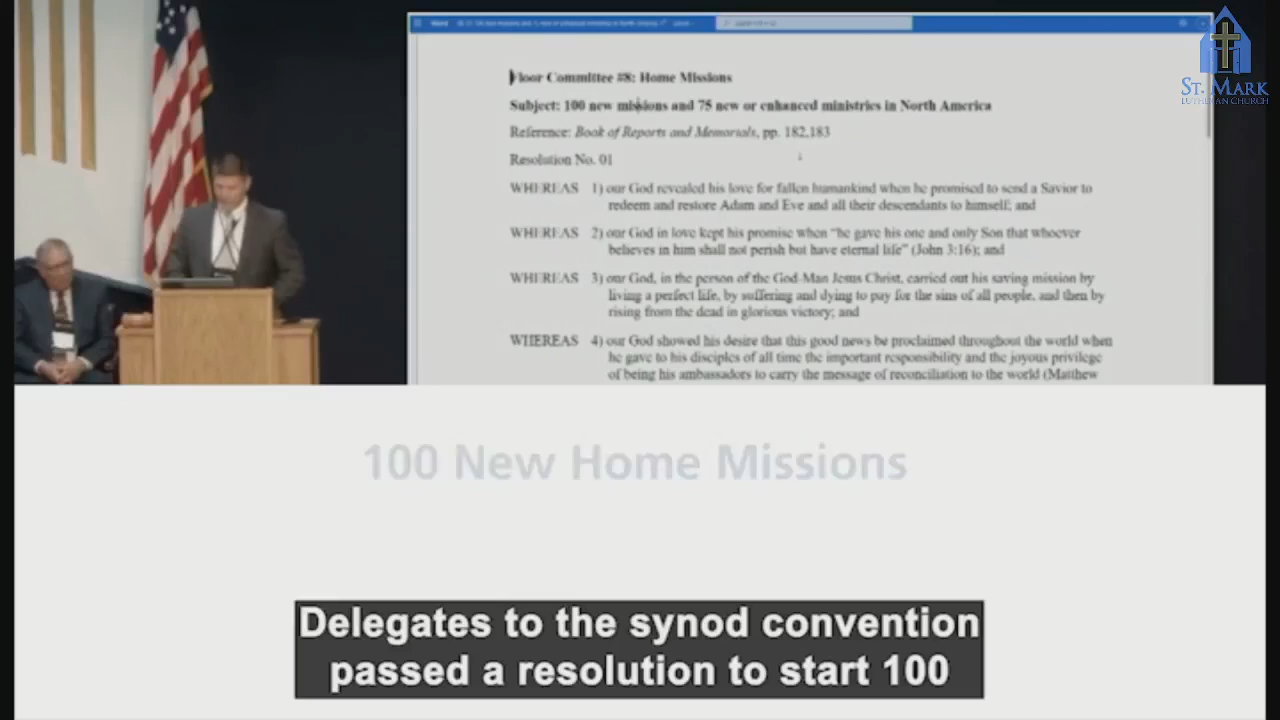 Floor Committee #8: Home Missions
Subject: 100 new missions and 75 new or enhanced ministries in North America
Reference: Book of Reports and Memorials, pp. 182,183
Resolution No. 01
WHEREAS 1) our God revealed his love for fallen humankind when he promised to send a Savior to
redeem and restore Adam and Eve and all their descendants to himself; and
WHEREAS 2) our God in love kept his promise when "he gave his one and only Son that whoever
believes in him shall not perish but have eternal life" (John 3:16); and
WHEREAS 3) our God, in the person of the God-Man Jesus Christ, carried out his saving mission by
living a perfect life, by suffering and dying to pay for the sins of all people, and then by
rising from the dead in glorious victory; and
WHEREAS 4) our God showed his desire that this good news be proclaimed throughout the world when
he gave to his disciples of all time the important responsibility and the joyous privilege
of being his ambassadors to carry the message of reconciliation to the world (Matthew
ST. MARK
LUTHERAN CHURCH
100 New Home Missions
Delegates to the synod convention
passed a resolution to start 100